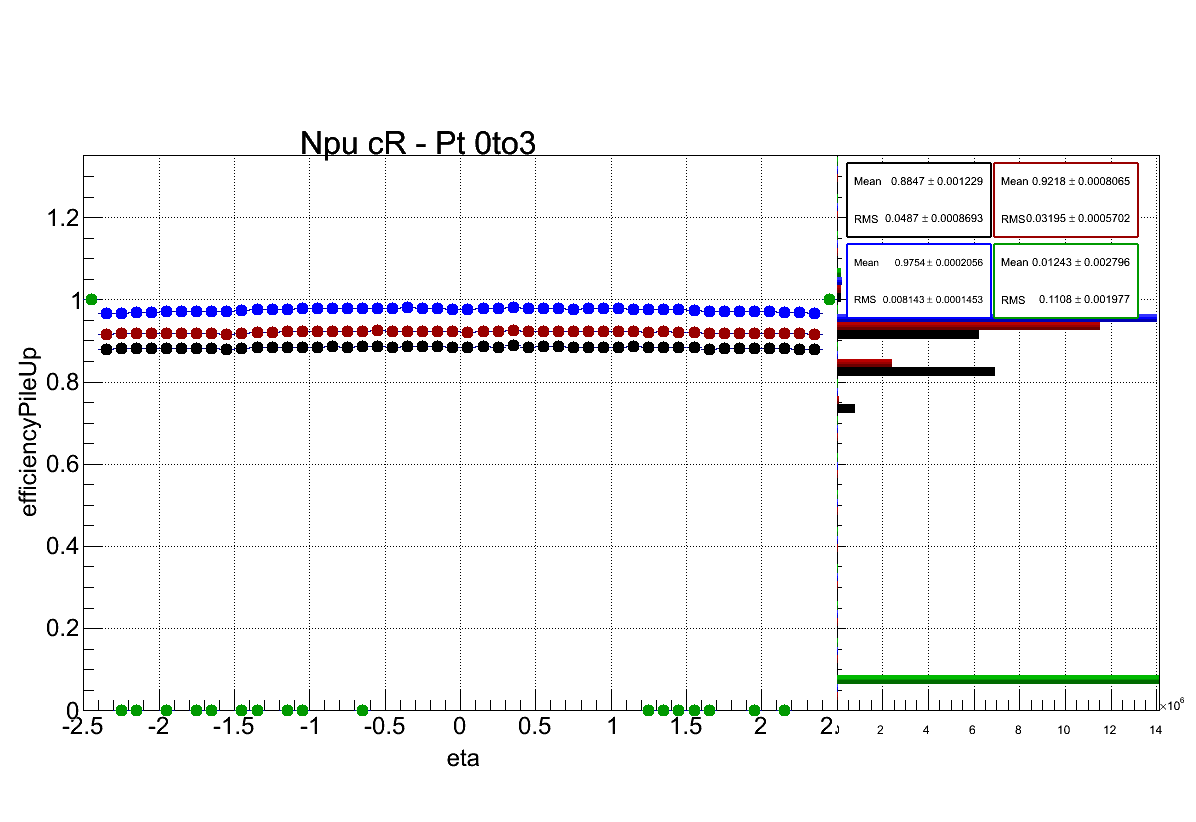 Npu cR - Pt 0to3
Mean 0.8847 ± 0.001229
RMS 0.0487 ± 0.0008693
Mean 0.9218 ± 0.0008065
RMS 0.03195 ± 0.0005702
Mean 0.9754 ± 0.0002056
RMS 0.008143 ± 0.0001453
Mean 0.01243 ± 0.002796
RMS 0.1108 ± 0.001977
efficiencyPileUp
1.2
1
0.8
0.6
0.4
0.2
0
-2.5 -2 -1.5 -1 -0.5 0 0.5 1 1.5 2
eta
2 4 6 8 10 12 14
×10⁶